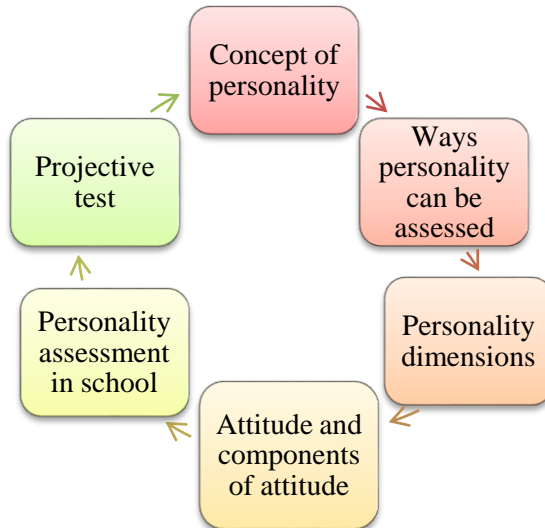 Concept of
personality
Ways
personality
can be
assessed
Personality
dimensions
Attitude and
components
of attitude
Personality
assessment
in school
Projective
test